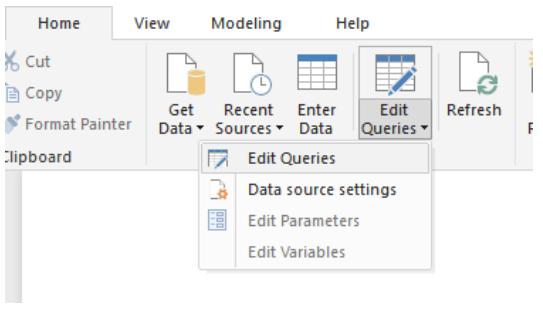 Home View Modeling Help
Cut
Copy
Format Painter
Clipboard
Get
Data
Recent
Sources
Enter
Data
Edit
Queries
Refresh
Edit Queries
Data source settings
Edit Parameters
Edit Variables